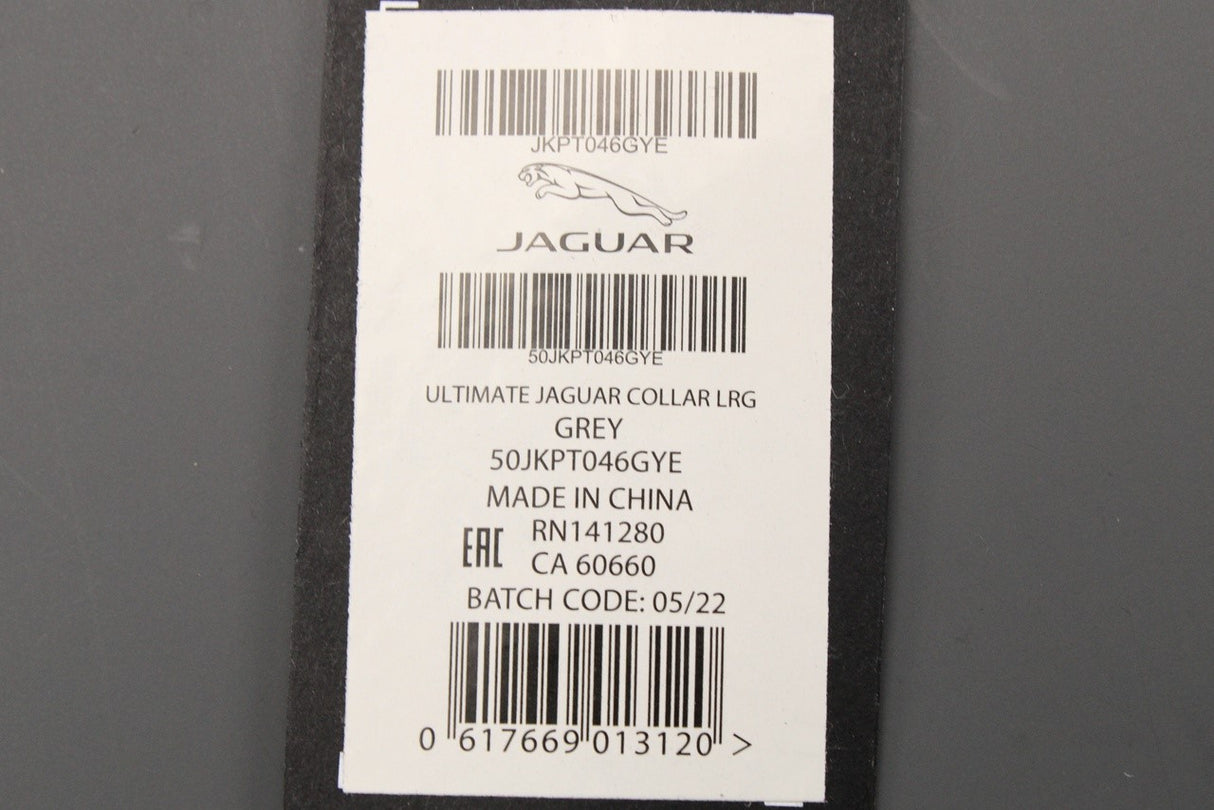 JKPT046GYE
JAGUAR
50JKPT046GYE
ULTIMATE JAGUAR COLLAR LRG
GREY
50JKPT046GYE
MADE IN CHINA
RN141280
EAC
CA 60660
BATCH CODE: 05/22
0 617669 013120 >